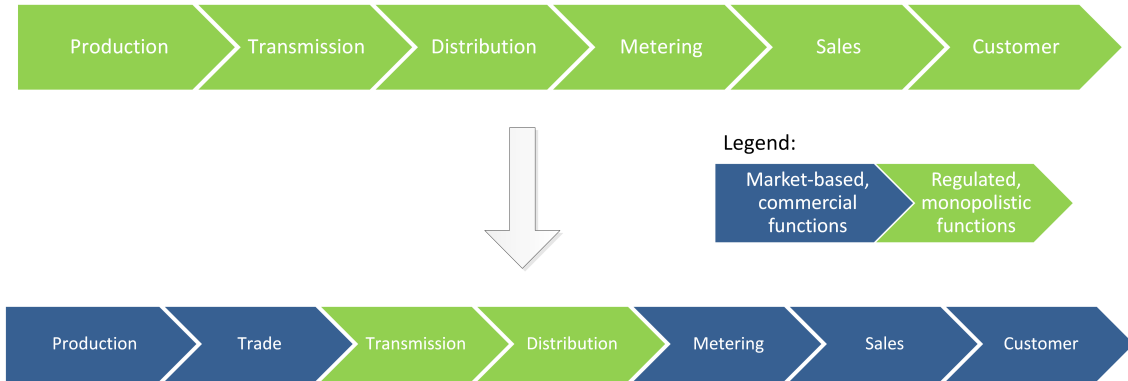 Production Transmission Distribution Metering Sales Customer
Legend:
Market-based,
commercial
functions
Regulated,
monopolistic
functions
Production Trade Transmission Distribution Metering Sales Customer